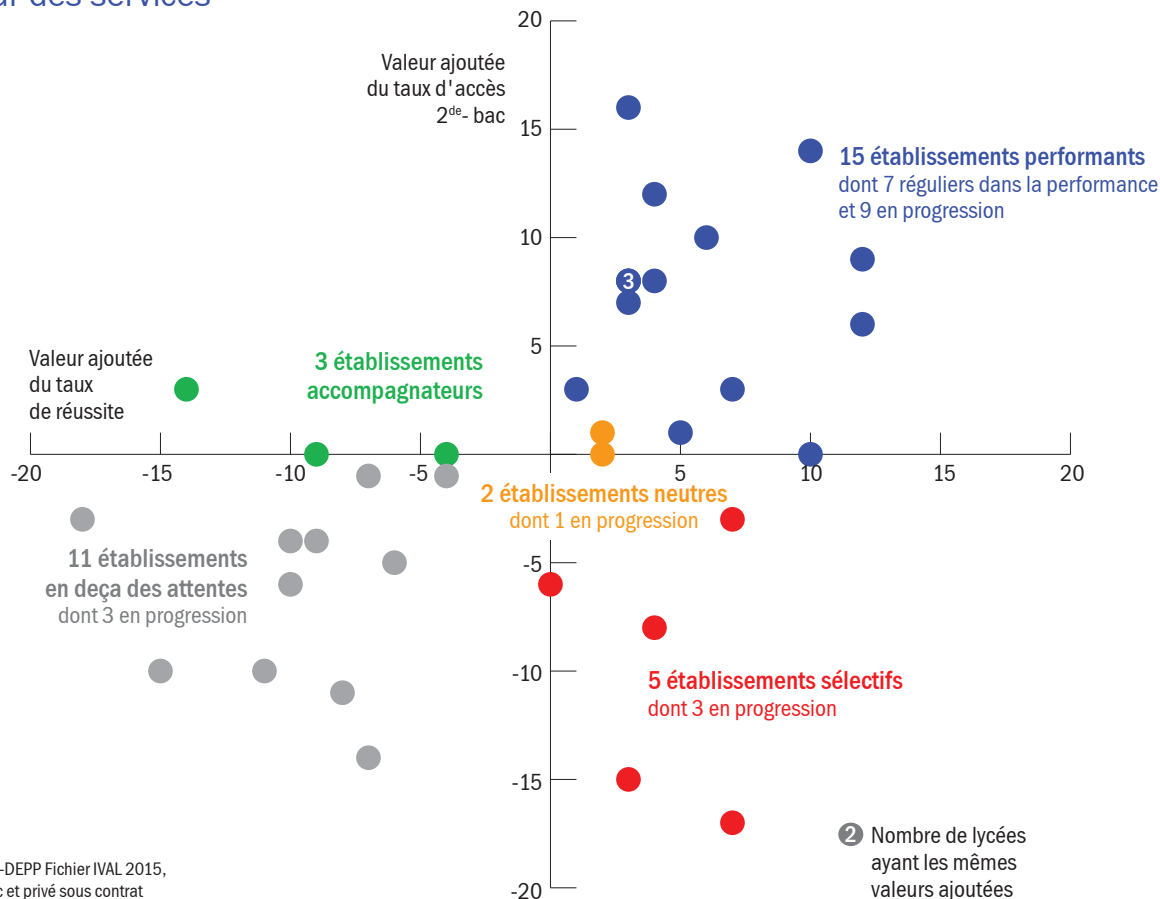 des services
20
Valeur ajoutée
du taux d'accès
2de- bac
15
15 établissements performants
dont 7 réguliers dans la performance
et 9 en progression
10
3
5
Valeur ajoutée
du taux
de réussite
3 établissements
accompagnateurs
-20 -15 -10 -5 5 10 15 20
2 établissements neutres
dont 1 en progression
11 établissements
en deça des attentes
dont 3 en progression
-5
-10
5 établissements sélectifs
dont 3 en progression
-15
2 Nombre de lycées
ayant les mêmes
valeurs ajoutées
-DEPP Fichier IVAL 2015,
et privé sous contrat
-20